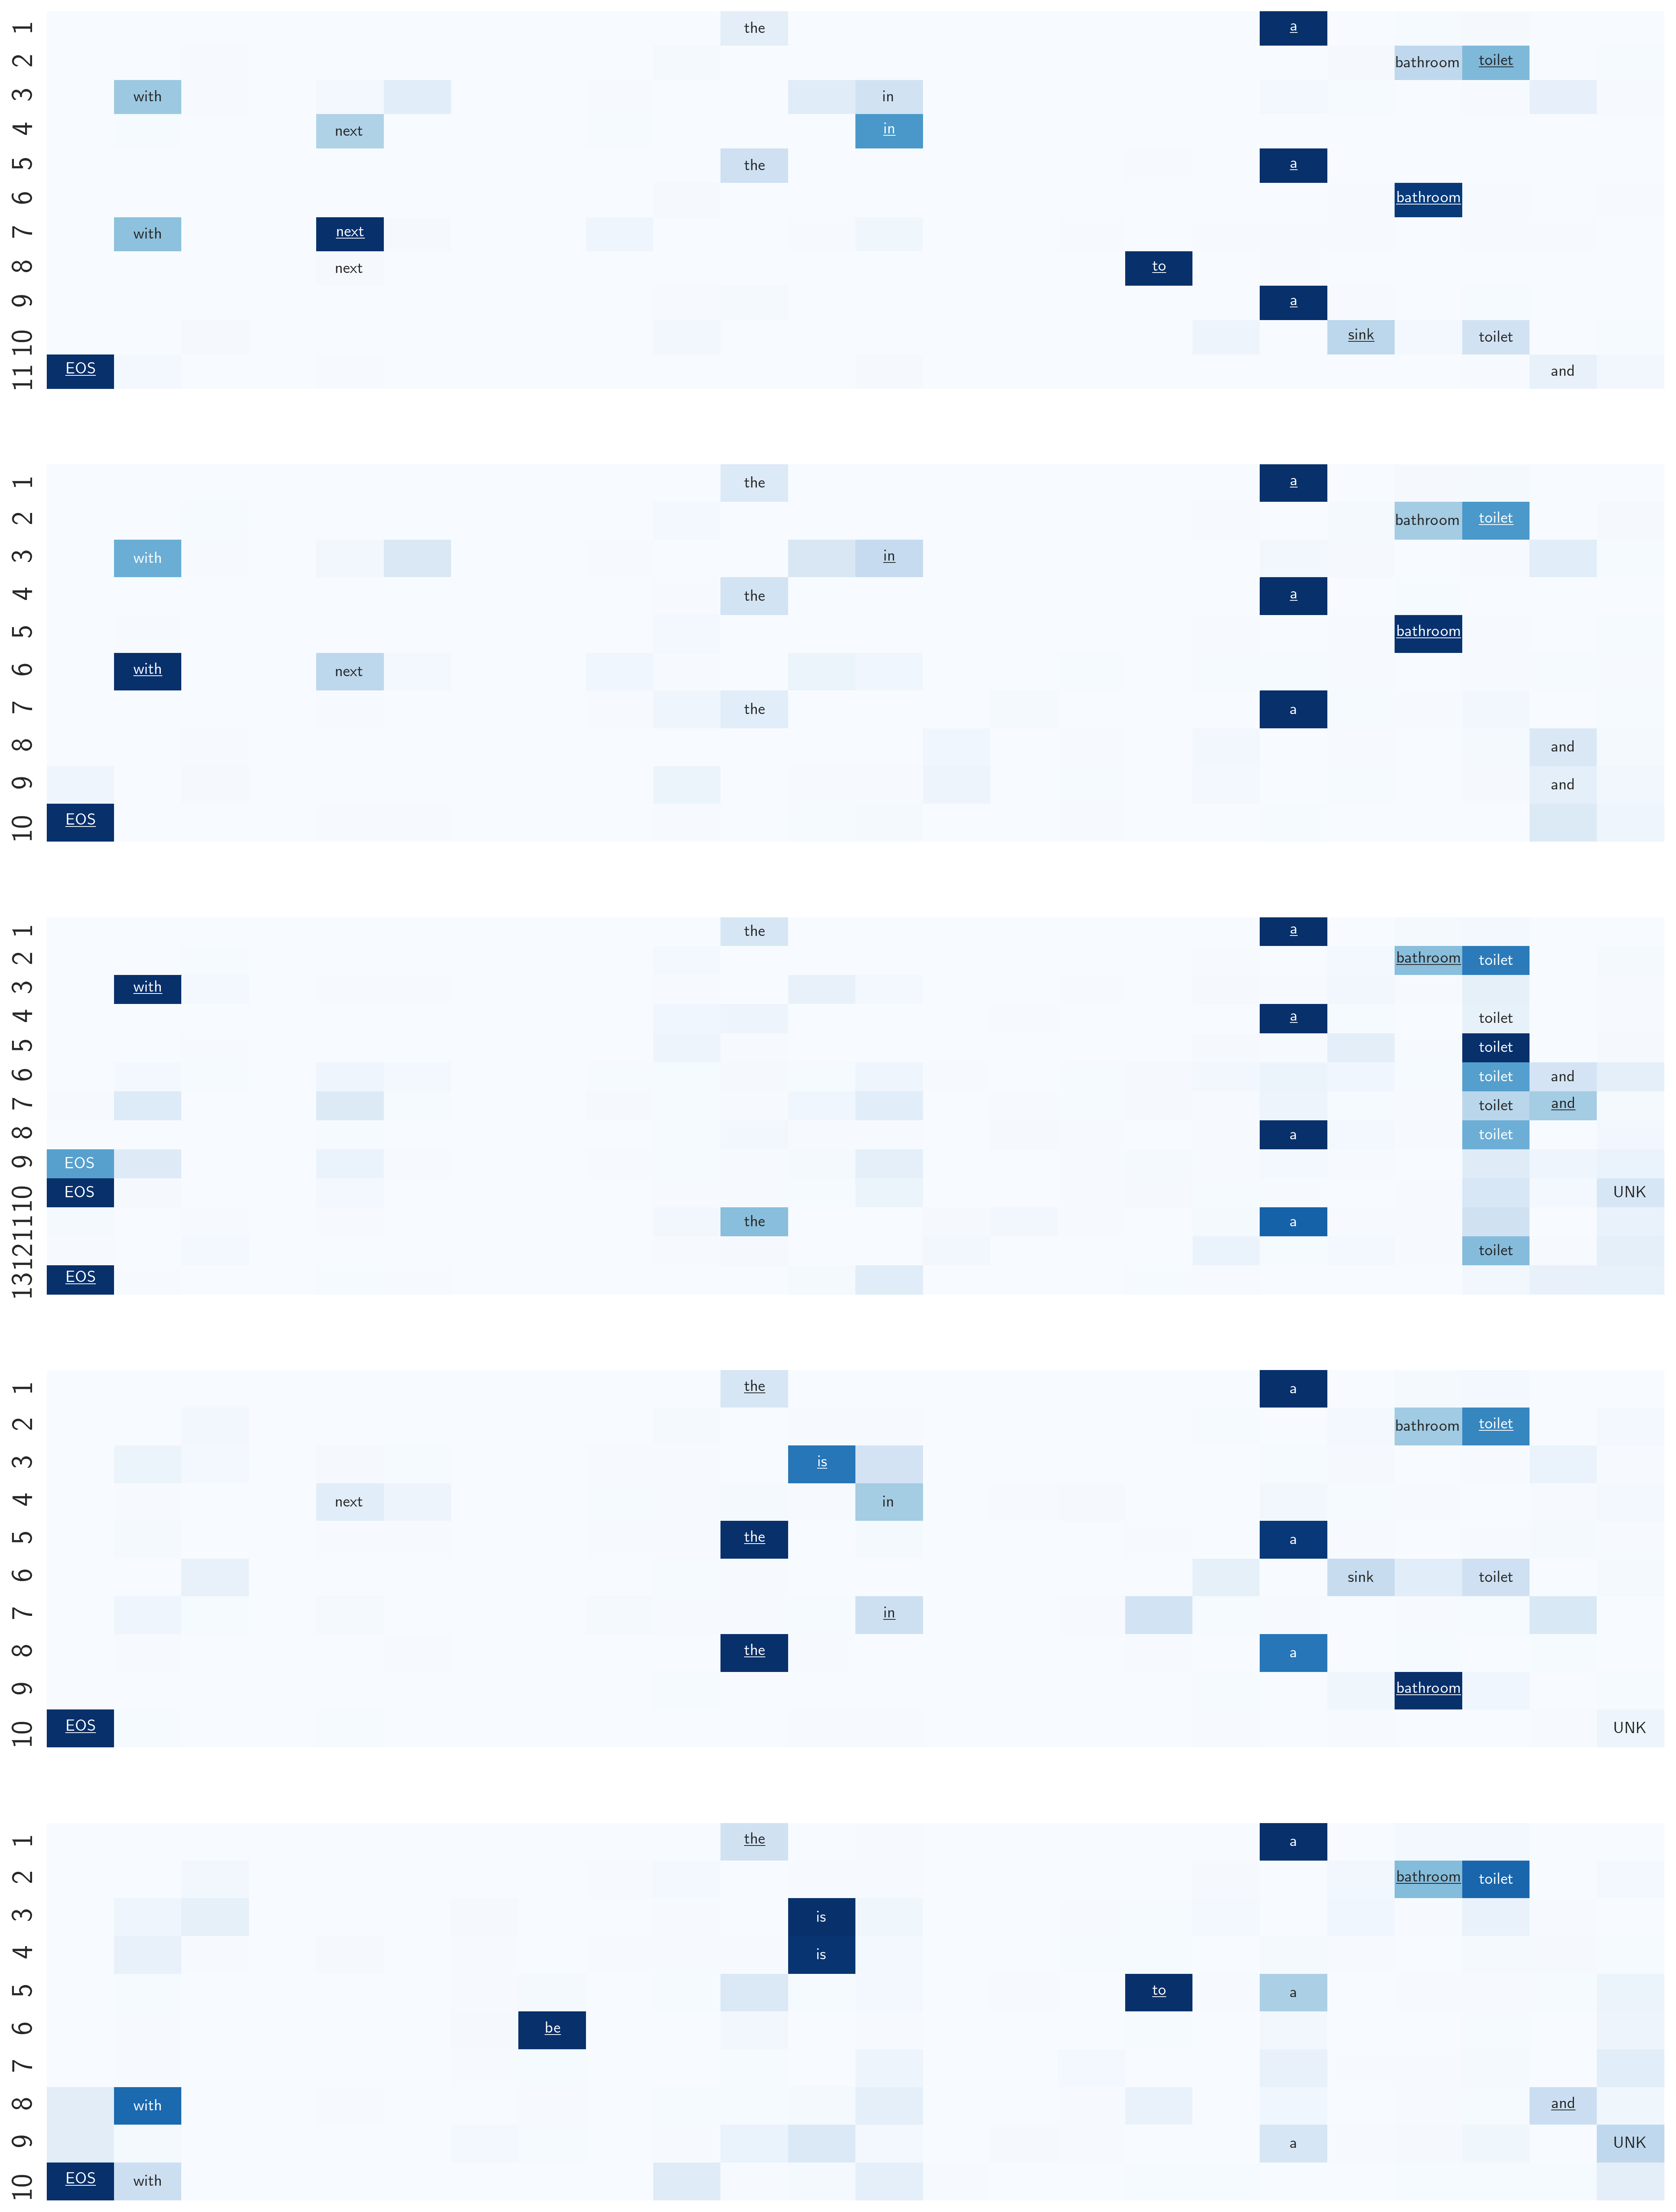 1 the a
2 bathroom toilet
3 with in
4 next in
5 the a
6 bathroom
7 with next
8 next to
9 a
10 sink toilet
11 EOS and
1 the a
2 bathroom toilet
3 with in
4 the a
5 bathroom
6 with next
7 the a
8 and
9 and
10 EOS
1 the a
2 bathroom toilet
3 with
4 a toilet
5 toilet
6 toilet and
7 toilet and
8 a toilet
9 EOS
10 EOS UNK
11 the a
12 toilet
13 EOS
1 the a
2 bathroom toilet
3 is
4 next in
5 the a
6 sink toilet
7 in
8 the a
9 bathroom
10 EOS UNK
1 the a
2 bathroom toilet
3 is
4 is
5 to a
6 be
7
8 with and
9 a UNK
10 EOS with